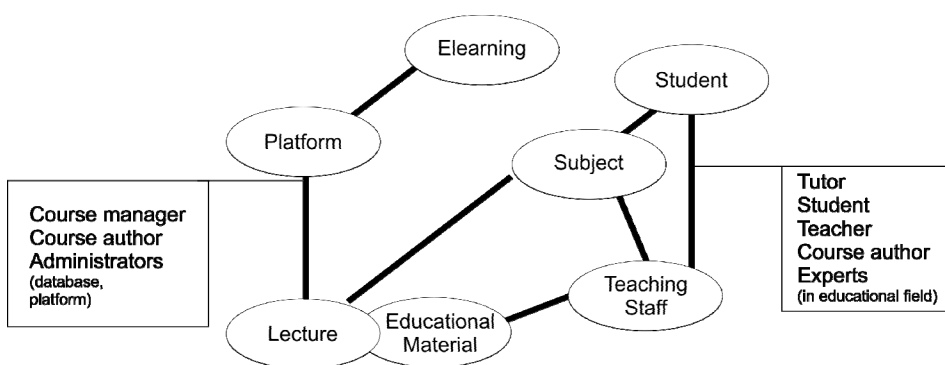 Elearning
Student
Platform
Subject
Course manager
Course author
Administrators
(database,
platform)
Tutor
Student
Teacher
Course author
Experts
(in educational field)
Teaching
Staff
Lecture
Educational
Material